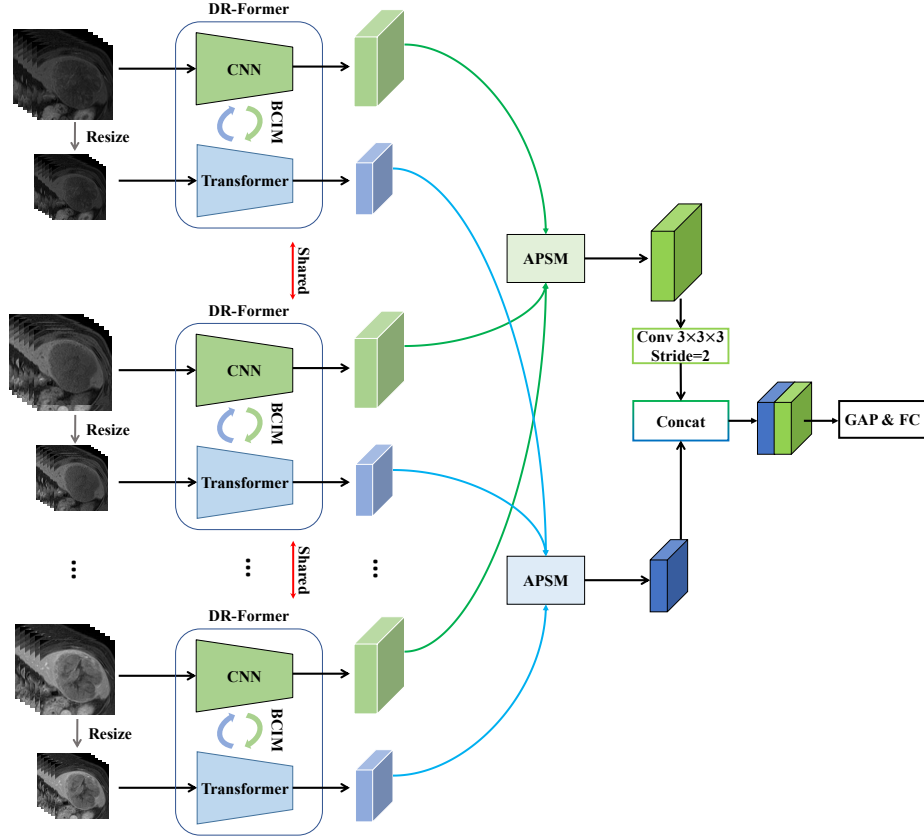 DR-Former
CNN
BCIM
Resize
Transformer
Shared
APSM
DR-Former
CNN
Conv 3×3×3
Stride=2
BCIM
Concat
GAP & FC
Resize
Transformer
...
...
Shared
...
APSM
DR-Former
CNN
BCIM
Resize
Transformer